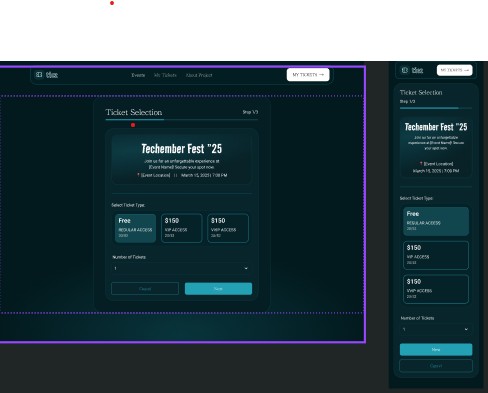 Events
My Tickets
About Project
MY TICKETS →
Ticket Selection
Step 1/3
Techember Fest "25
Join us for an unforgettable experience at
[Event Name]! Secure your spot now.
[Event Location] || March 15, 2025 | 7:00 PM
Select Ticket Type:
Free
REGULAR ACCESS
20/52
$150
VIP ACCESS
20/52
$150
VVIP ACCESS
20/52
Number of Tickets
1
Cancel
Next
MY TICKETS →
Ticket Selection
Step 1/3
Techember Fest "25
Join us for an unforgettable
experience at [Event Name]! Secure
your spot now.
[Event Location]
March 15, 2025 | 7:00 PM
Select Ticket Type:
Free
REGULAR ACCESS
20/52
$150
VIP ACCESS
20/52
$150
VVIP ACCESS
20/52
Number of Tickets
1
Next
Cancel